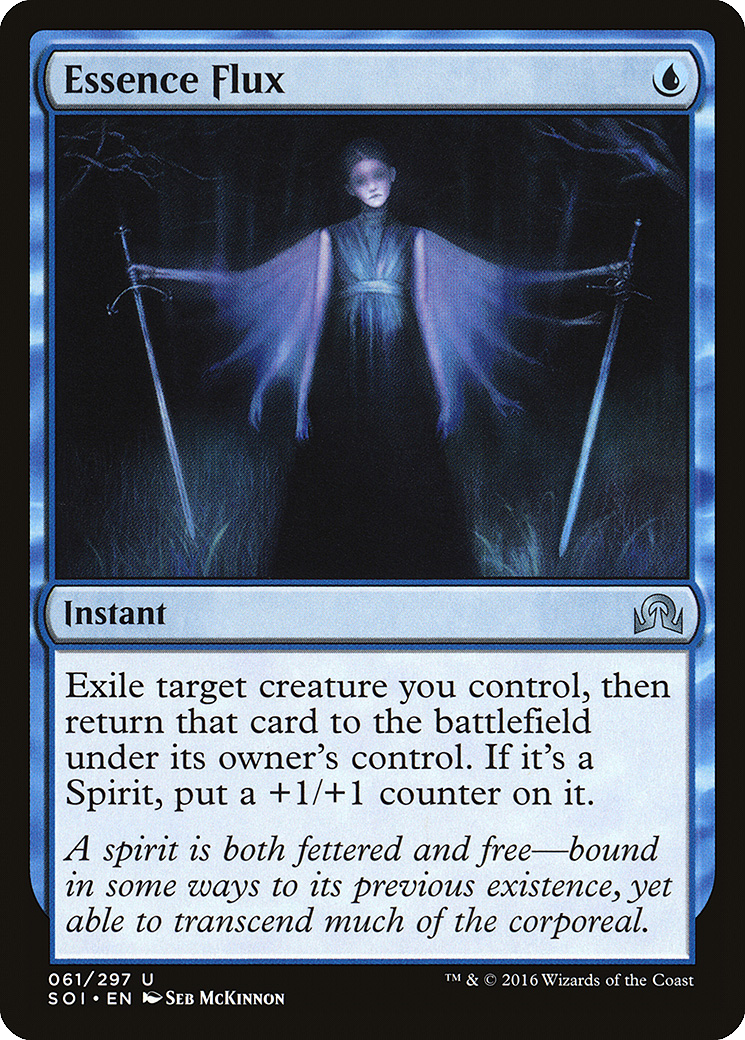 Essence Flux
Instant
Exile target creature you control, then
return that card to the battlefield
under its owner's control. If it's a
Spirit, put a +1/+1 counter on it.
A spirit is both fettered and free—bound
in some ways to its previous existence, yet
able to transcend much of the corporeal.
061/297 U
™ & © 2016 Wizards of the Coast
SOI • EN Seb McKinnon